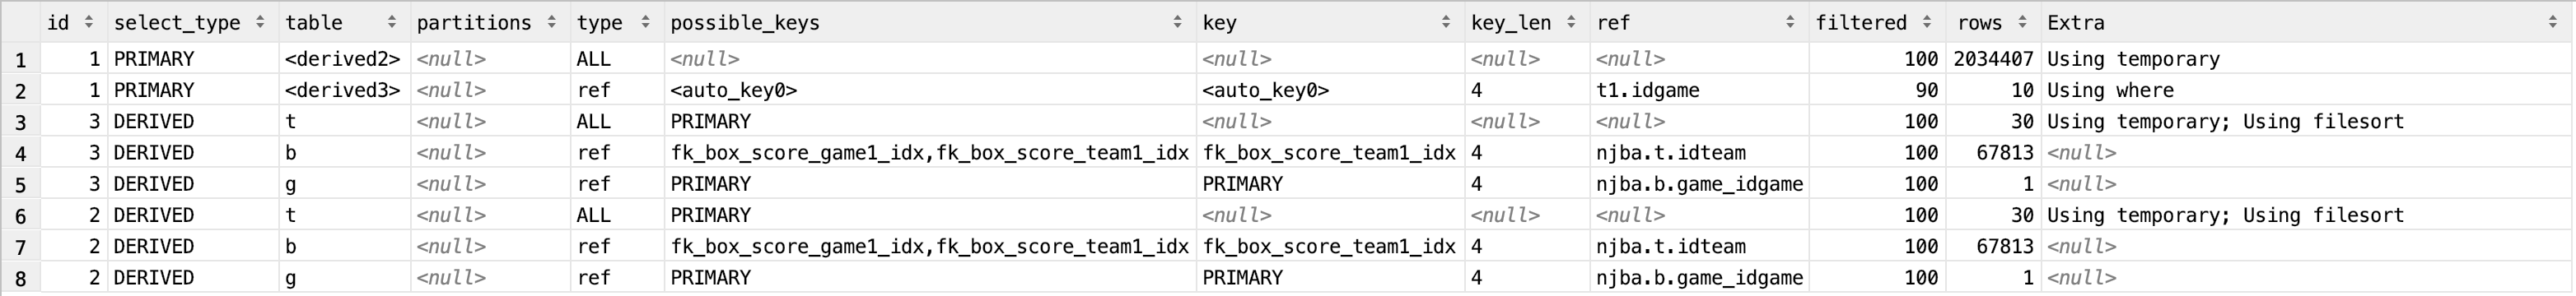 id select_type table partitions type possible_keys key key_len ref filtered rows Extra
1 1 PRIMARY <derived2> <null> ALL <null> <null> <null> <null> 100 2034407 Using temporary
2 1 PRIMARY <derived3> <null> ref <auto_key0> <auto_key0> 4 t1.idgame 90 10 Using where
3 3 DERIVED t <null> ALL PRIMARY <null> <null> <null> 100 30 Using temporary; Using filesort
4 3 DERIVED b <null> ref fk_box_score_game1_idx,fk_box_score_team1_idx fk_box_score_team1_idx 4 njba.t.idteam 100 67813 <null>
5 3 DERIVED g <null> ref PRIMARY PRIMARY 4 njba.b.game_idgame 100 1 <null>
6 2 DERIVED t <null> ALL PRIMARY <null> <null> <null> 100 30 Using temporary; Using filesort
7 2 DERIVED b <null> ref fk_box_score_game1_idx,fk_box_score_team1_idx fk_box_score_team1_idx 4 njba.t.idteam 100 67813 <null>
8 2 DERIVED g <null> ref PRIMARY PRIMARY 4 njba.b.game_idgame 100 1 <null>